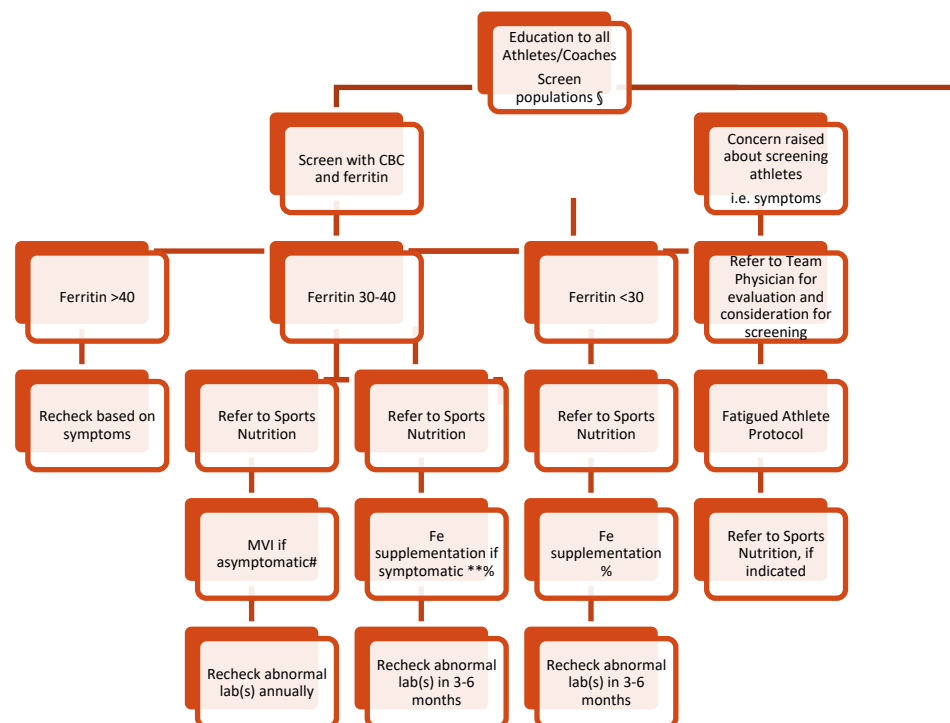 Education to all
Athletes/Coaches
Screen
populations §
Screen with CBC
and ferritin
Concern raised
about screening
athletes
i.e. symptoms
Ferritin >40
Ferritin 30-40
Ferritin <30
Refer to Team
Physician for
evaluation and
consideration for
screening
Recheck based on
symptoms
Refer to Sports
Nutrition
Refer to Sports
Nutrition
Refer to Sports
Nutrition
Fatigued Athlete
Protocol
MVI if
asymptomatic#
Fe
supplementation if
symptomatic **%
Fe
supplementation
%
Refer to Sports
Nutrition, if
indicated
Recheck abnormal
lab(s) annually
Recheck abnormal
lab(s) in 3-6
months
Recheck abnormal
lab(s) in 3-6
months